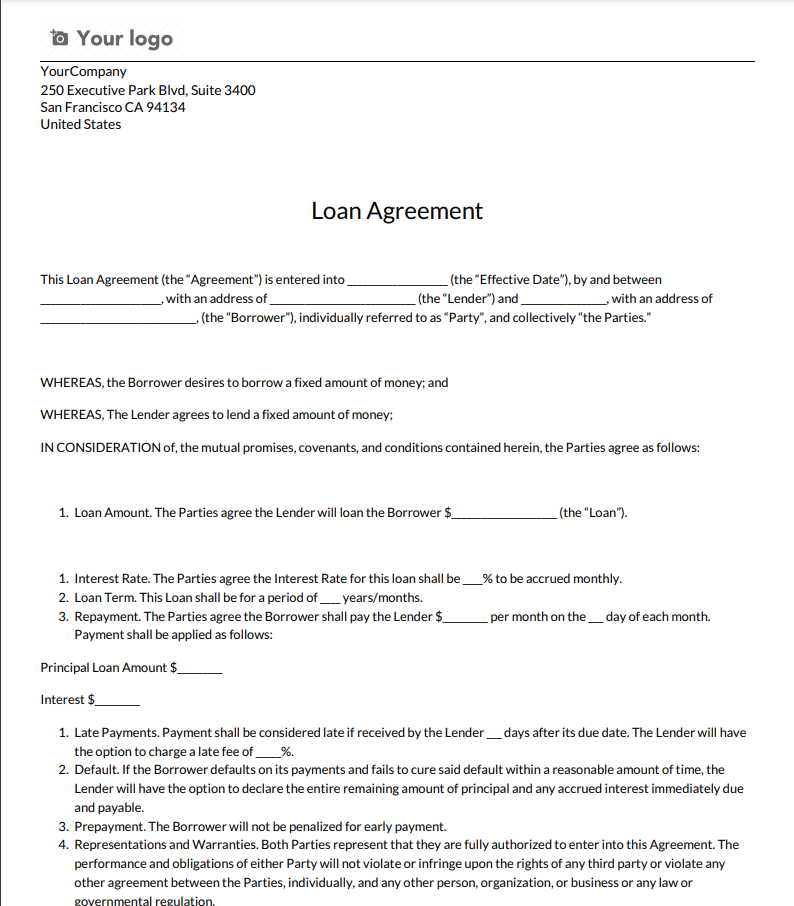 Your logo
YourCompany
250 Executive Park Blvd, Suite 3400
San Francisco CA 94134
United States
Loan Agreement
This Loan Agreement (the “Agreement”) is entered into ________________ (the “Effective Date”), by and between
____________________, with an address of ________________________ (the “Lender”) and ______________, with an address of
__________________________, (the “Borrower”), individually referred to as “Party”, and collectively “the Parties.”
WHEREAS, the Borrower desires to borrow a fixed amount of money; and
WHEREAS, The Lender agrees to lend a fixed amount of money;
IN CONSIDERATION of, the mutual promises, covenants, and conditions contained herein, the Parties agree as follows:
1. Loan Amount. The Parties agree the Lender will loan the Borrower $_________________ (the “Loan”).
1. Interest Rate. The Parties agree the Interest Rate for this loan shall be ___% to be accrued monthly.
2. Loan Term. This Loan shall be for a period of ___ years/months.
3. Repayment. The Parties agree the Borrower shall pay the Lender $_______ per month on the __ day of each month.
Payment shall be applied as follows:
Principal Loan Amount $_______
Interest $_______
1. Late Payments. Payment shall be considered late if received by the Lender __ days after its due date. The Lender will have
the option to charge a late fee of ____%.
2. Default. If the Borrower defaults on its payments and fails to cure said default within a reasonable amount of time, the
Lender will have the option to declare the entire remaining amount of principal and any accrued interest immediately due
and payable.
3. Prepayment. The Borrower will not be penalized for early payment.
4. Representations and Warranties. Both Parties represent that they are fully authorized to enter into this Agreement. The
performance and obligations of either Party will not violate or infringe upon the rights of any third party or violate any
other agreement between the Parties, individually, and any other person, organization, or business or any law or
governmental regulation.